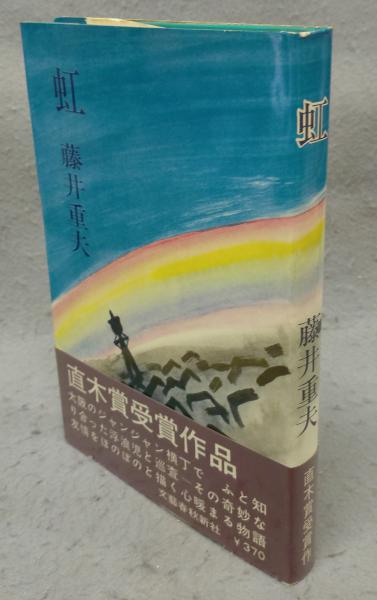 虹
藤井重夫
直木賞受賞作品
大阪のジャンジャン横丁で ふと知
り合った浮浪児と巡査―その奇妙な
友情をほのぼのと描く心暖まる物語
文藝春秋新社 ￥370
虹
藤井重夫
直木賞受賞作